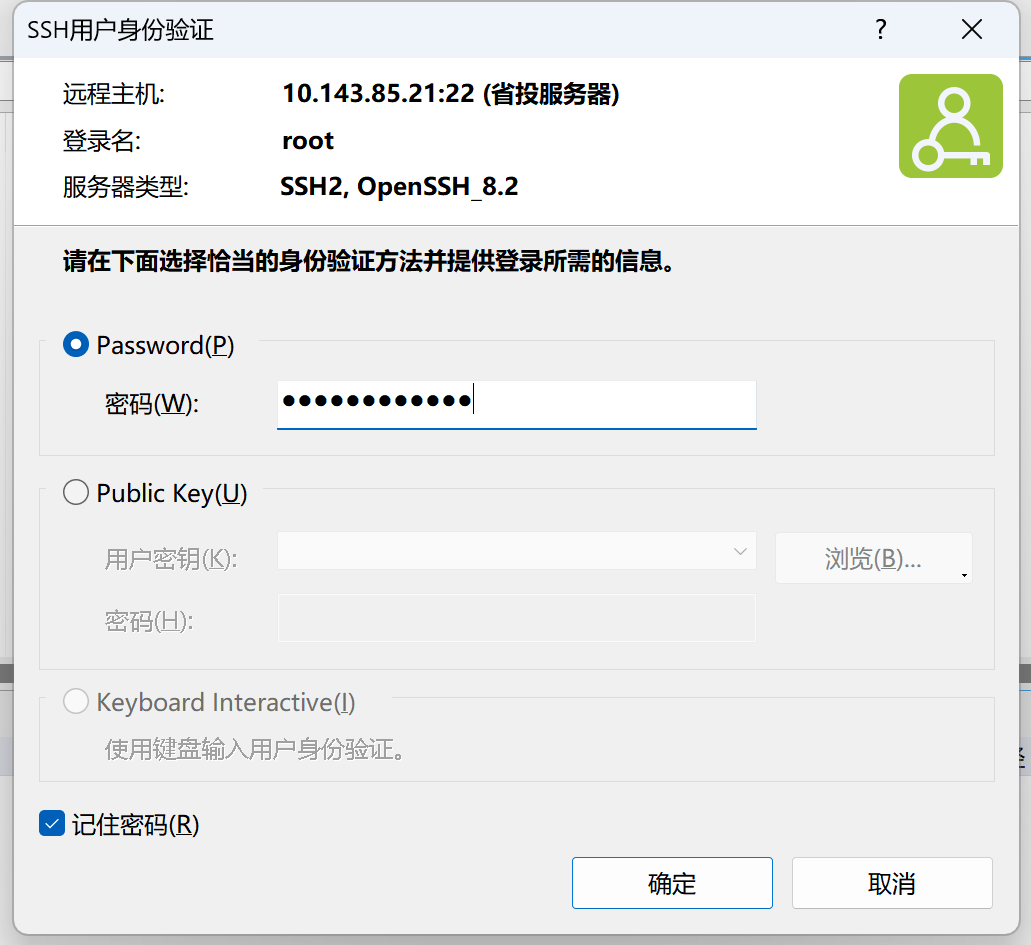 SSH用户身份验证
远程主机: 10.143.85.21:22 (省投服务器)
登录名: root
服务器类型: SSH2, OpenSSH_8.2
请在下面选择恰当的身份验证方法并提供登录所需的信息。
Password(P)
密码(W): ●●●●●●●●●●●●
Public Key(U)
用户密钥(K): 浏览(B)...
密码(H):
Keyboard Interactive(I)
使用键盘输入用户身份验证。
记住密码(R)
确定 取消